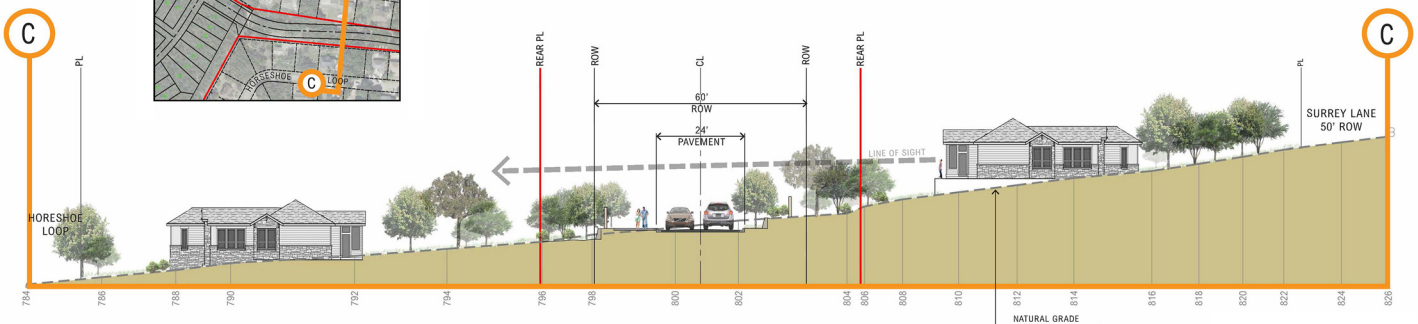 C
C
PL
REAR PL
ROW
CL
ROW
REAR PL
PL
HORSESHOE LOOP
C
60'
ROW
24'
PAVEMENT
LINE OF SIGHT
SURREY LANE
50' ROW
HORESHOE
LOOP
784 786 788 790 792 794 796 798 800 802 804 806 808 810 812 814 816 818 820 822 824 826
NATURAL GRADE